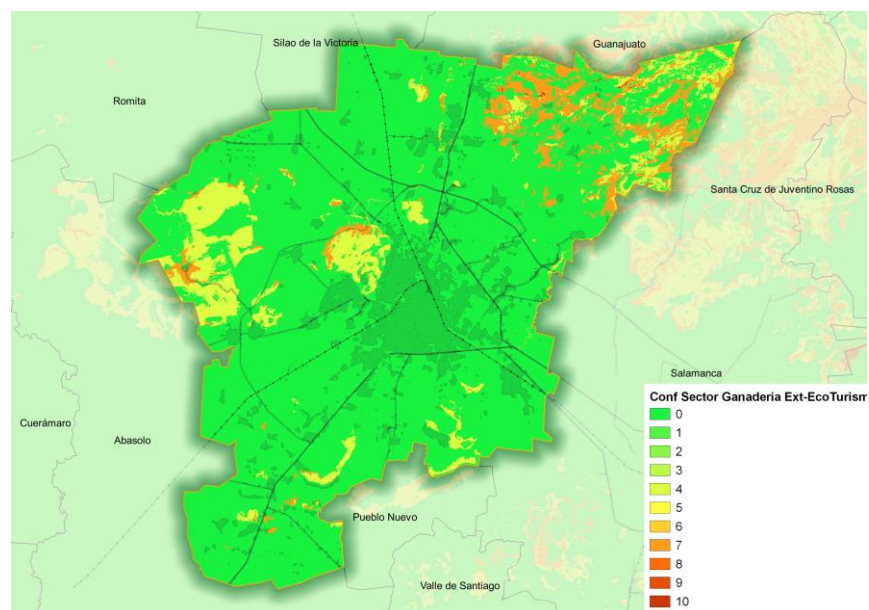 Silao de la Victoria
Guanajuato
Romita
Santa Cruz de Juventino Rosas
Salamanca
Cuerámaro
Abasolo
Pueblo Nuevo
Valle de Santiago
Conf Sector Ganaderia Ext-EcoTurism
0
1
2
3
4
5
6
7
8
9
10